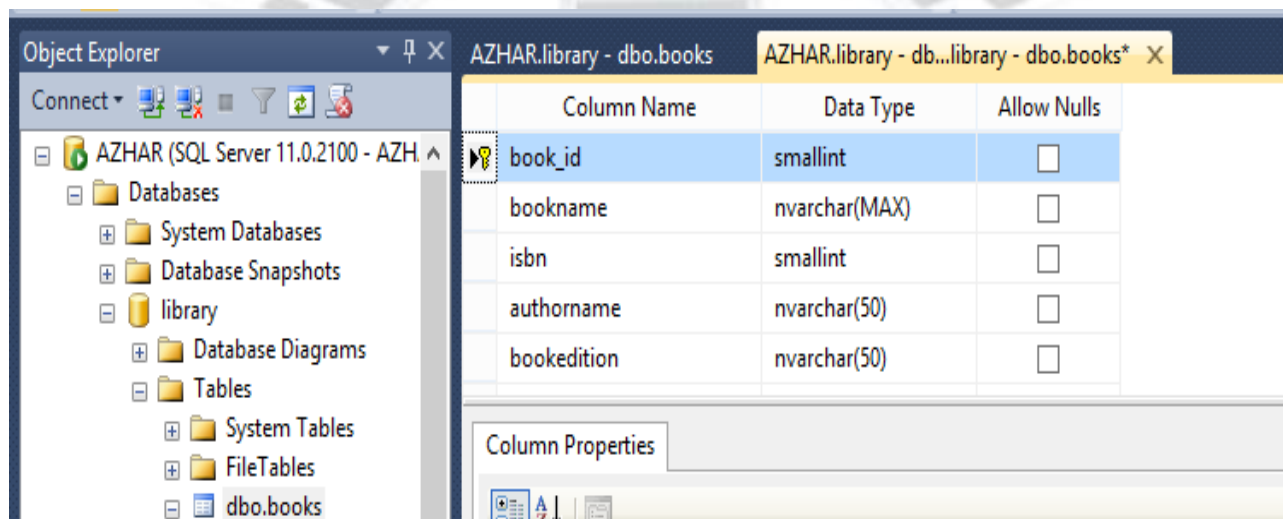 Object Explorer
AZHAR.library - dbo.books
AZHAR.library - db...library - dbo.books*
Connect
Column Name
Data Type
Allow Nulls
AZHAR (SQL Server 11.0.2100 - AZH
book_id
smallint
Databases
bookname
nvarchar(MAX)
System Databases
isbn
smallint
Database Snapshots
library
authorname
nvarchar(50)
Database Diagrams
bookedition
nvarchar(50)
Tables
System Tables
Column Properties
FileTables
dbo.books